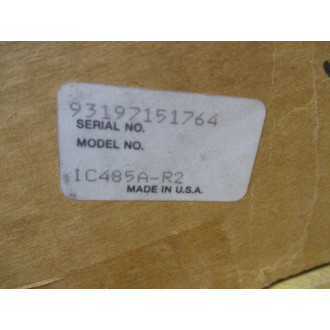 93197151764
SERIAL NO.
MODEL NO.
IC485A-R2
MADE IN U.S.A.